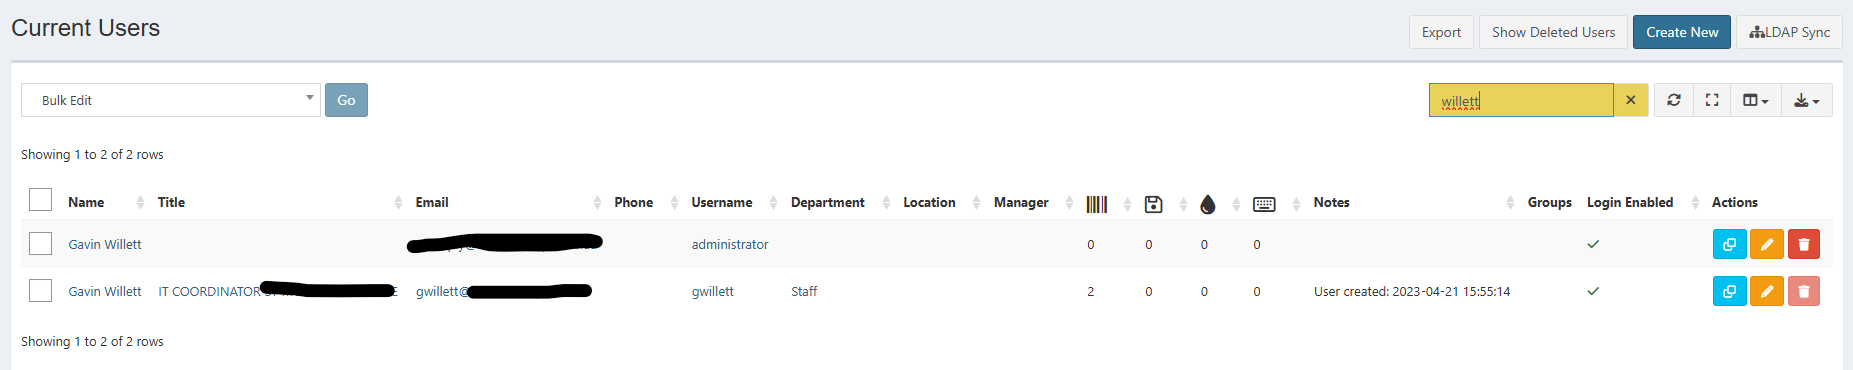 Current Users
Export Show Deleted Users Create New LDAP Sync
Bulk Edit Go willett
Showing 1 to 2 of 2 rows
Name Title Email Phone Username Department Location Manager Notes Groups Login Enabled Actions
Gavin Willett administrator 0 0 0 0
Gavin Willett IT COORDINATOR gwillett@ gwillett Staff 2 0 0 0 User created: 2023-04-21 15:55:14
Showing 1 to 2 of 2 rows